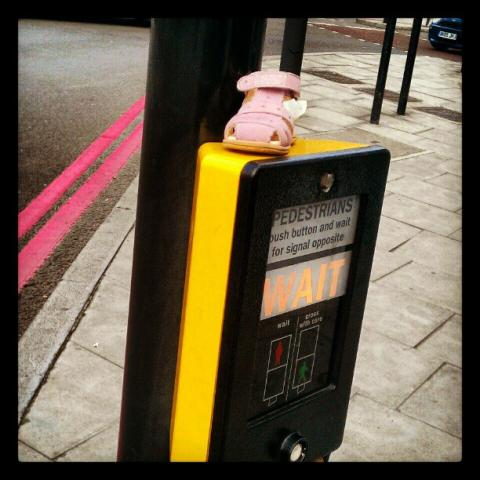 PEDESTRIANS
push button and wait
for signal opposite
WAIT
wait
cross
with care